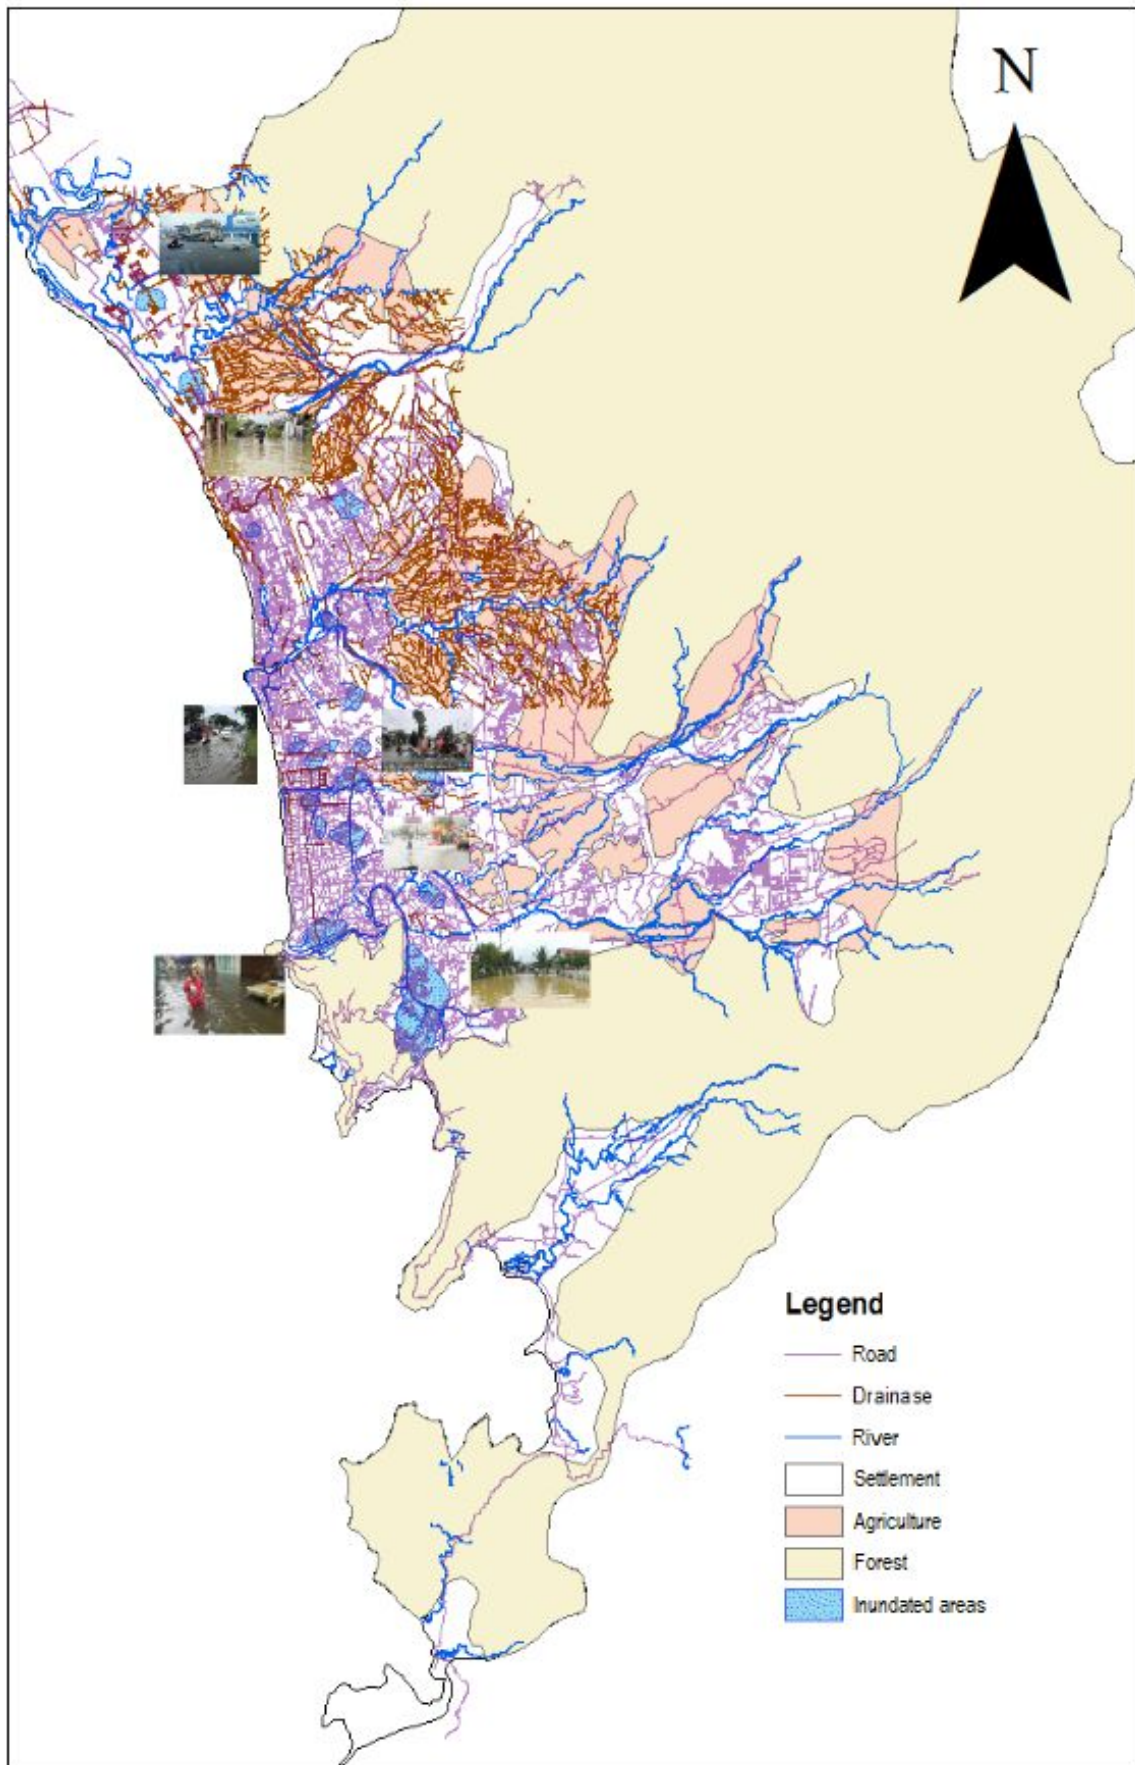 N
Legend
Road
Drainase
River
Settlement
Agriculture
Forest
Inundated areas